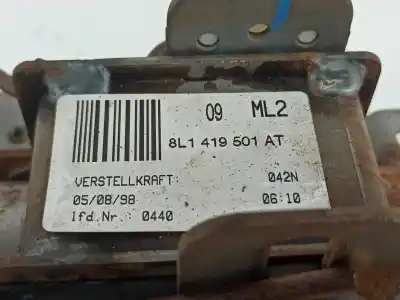 09 ML2
8L1 419 501 AT
VERSTELLKRAFT: 042N
05/08/98 06:10
lfd.Nr.: 0440